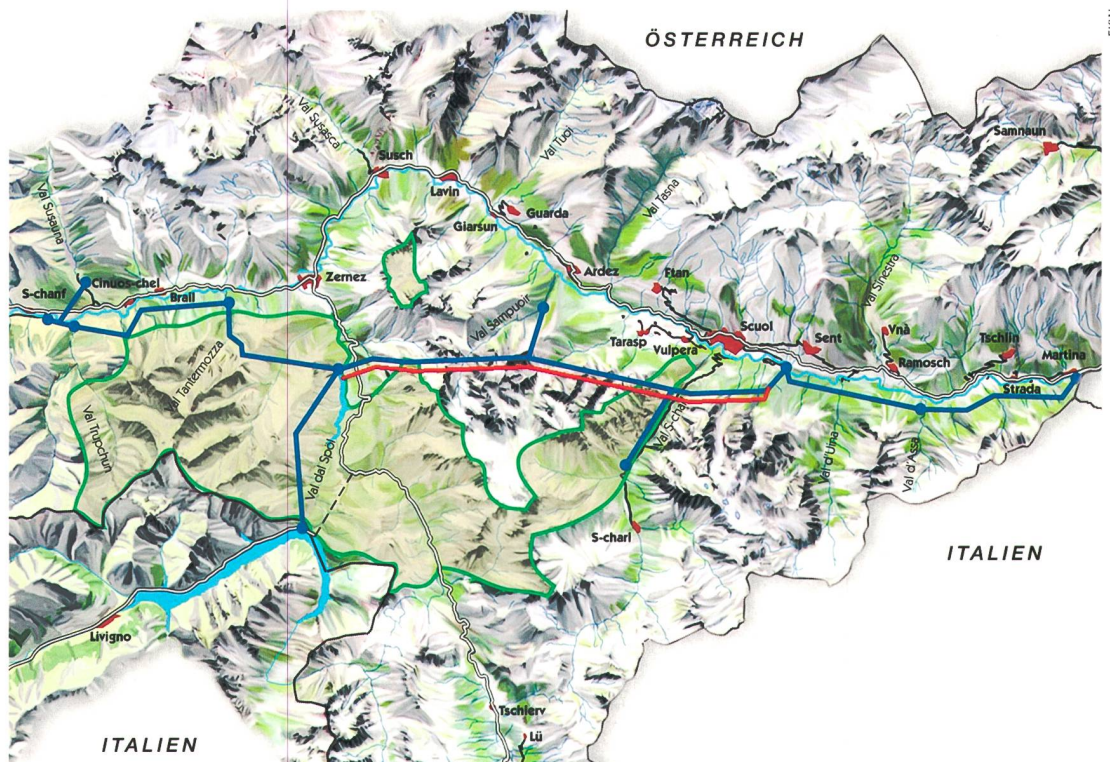 ÖSTERREICH
Samnaun
Val Susasca
Val Tuoi
Susch
Lavin
Val Tasna
Val Susauna
Guarda
Giarsun
Val Sinestra
Ardez
Ftan
Zernez
Cinuos-chel
S-chanf
Brail
Val Sampuoir
Scuol
Tarasp
Vulpera
Sent
Vnà
Ramosch
Tschlin
Martina
Strada
Val Tantermozza
Val Trupchun
Val S-charl
Val d'Uina
Val d'Assa
Val dal Spöl
S-charl
ITALIEN
Livigno
Tschierv
Lü
ITALIEN